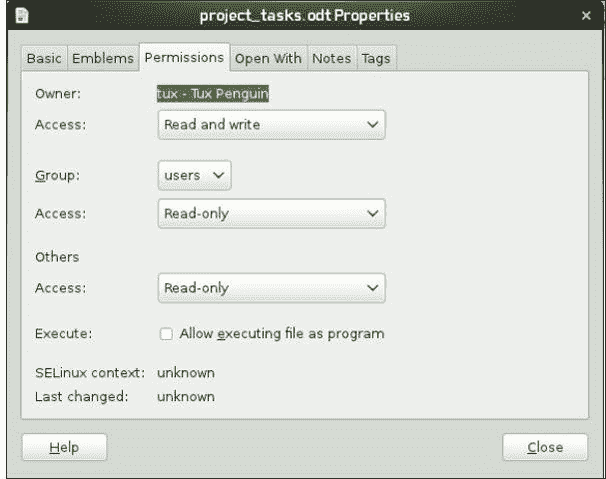 project_tasks.odt Properties
Basic Emblems Permissions Open With Notes Tags
Owner: tux - Tux Penguin
Access: Read and write
Group: users
Access: Read-only
Others
Access: Read-only
Execute: Allow executing file as program
SELinux context: unknown
Last changed: unknown
Help Close